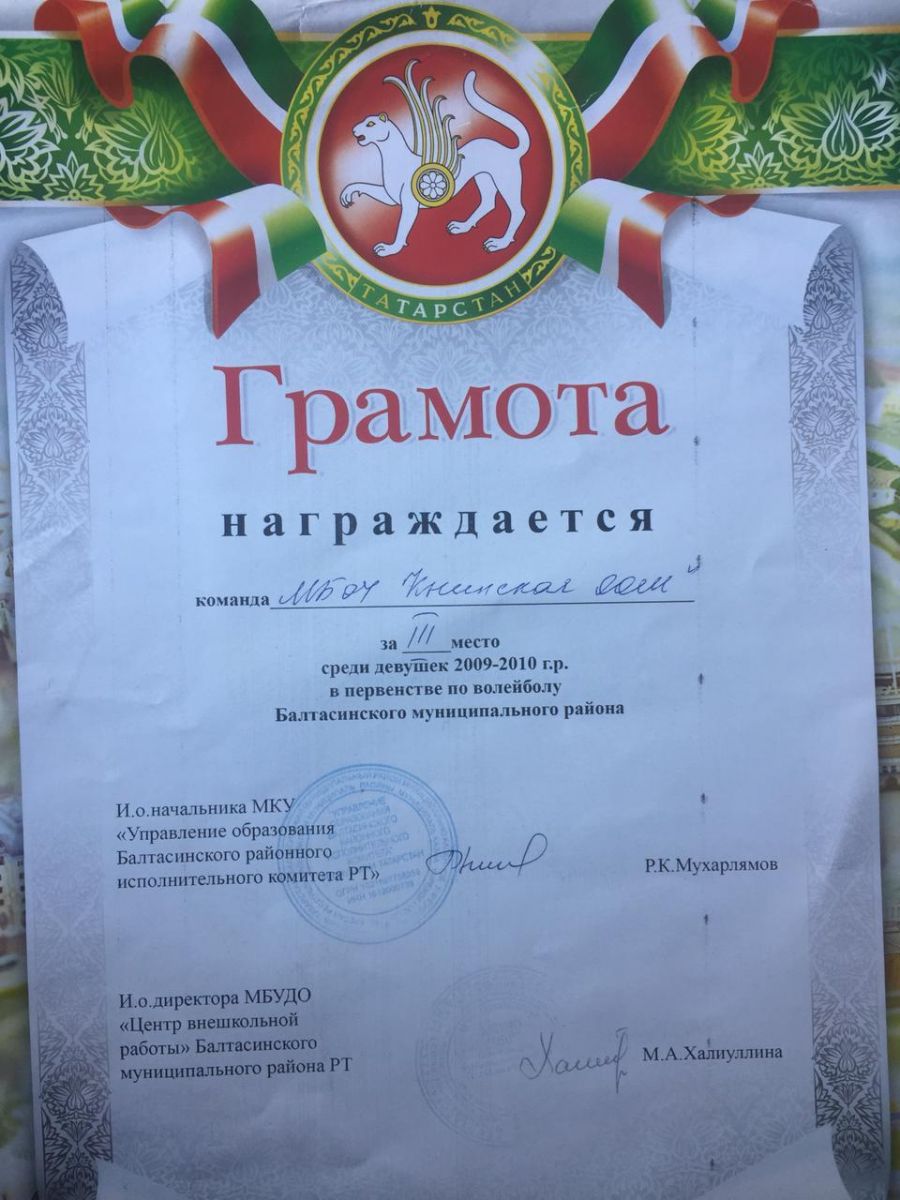 ТАТАРСТАН
Грамота
награждается
команда МБОУ "Книнская ООШ"
за III место
среди девушек 2009-2010 г.р.
в первенстве по волейболу
Балтасинского муниципального района
И.о.начальника МКУ
«Управление образования
Балтасинского районного
исполнительного комитета РТ»
Р.К.Мухарлямов
УПРАВЛЕНИЕ
ОБРАЗОВАНИЯ
И.о.директора МБУДО
«Центр внешкольной
работы» Балтасинского
муниципального района РТ
М.А.Халиуллина